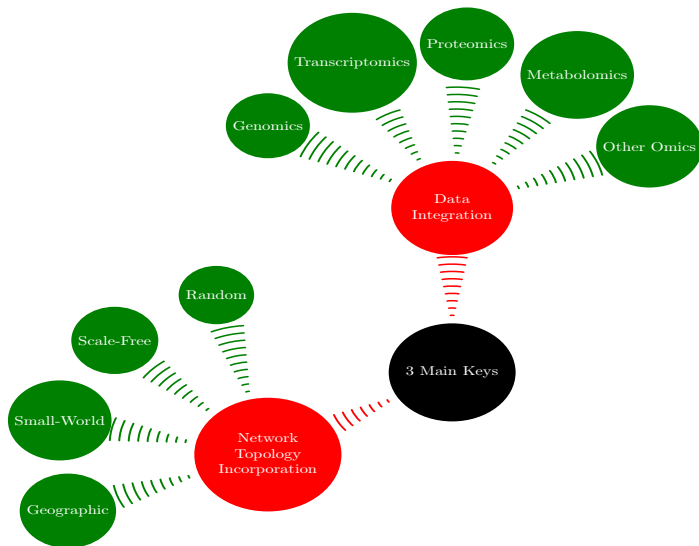 Proteomics
Transcriptomics
Metabolomics
Genomics
Other Omics
Data
Integration
Random
Scale-Free
3 Main Keys
Small-World
Network
Topology
Incorporation
Geographic